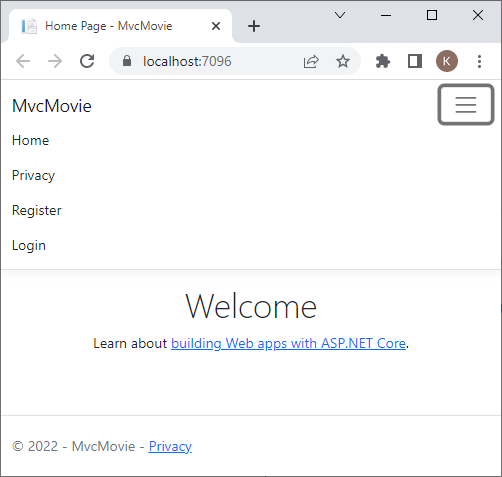 Home Page - MvcMovie
localhost:7096
K
MvcMovie
Home
Privacy
Register
Login
Welcome
Learn about building Web apps with ASP.NET Core.
© 2022 - MvcMovie - Privacy